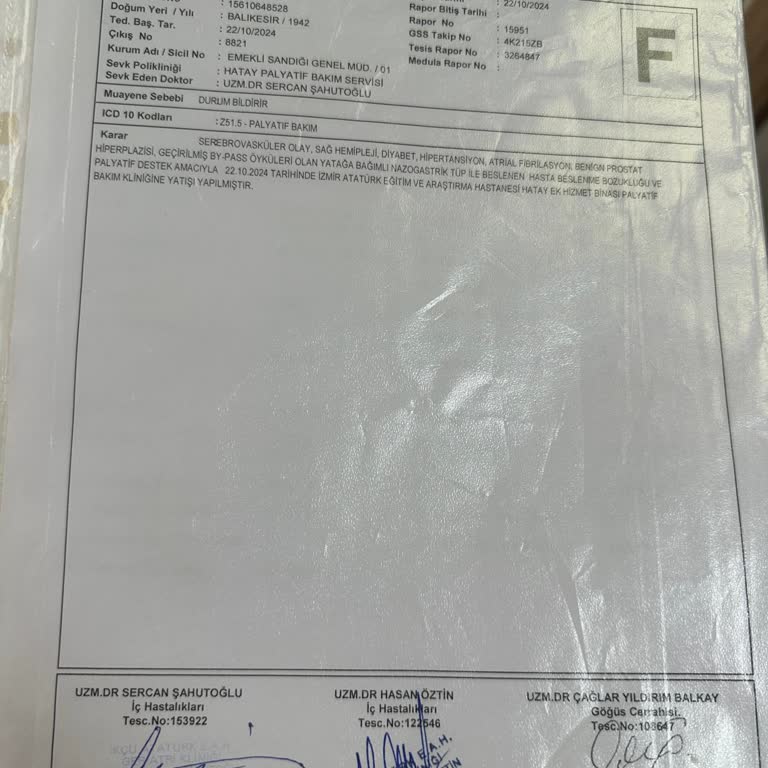 15610648528
Doğum Yeri / Yılı : BALIKESİR / 1942
Ted. Baş. Tar. : 22/10/2024
Çıkış No : 8821
Kurum Adı / Sicil No : EMEKLİ SANDIĞI GENEL MÜD. / 01
Sevk Polikliniği : HATAY PALYATİF BAKIM SERVİSİ
Sevk Eden Doktor : UZM.DR SERCAN ŞAHUTOĞLU
Rapor Bitiş Tarihi : 22/10/2024
Rapor No : 15951
GSS Takip No : 4K215ZB
Tesis Rapor No : 3264847
Medula Rapor No :
F
Muayene Sebebi DURUM BİLDİRİR
ICD 10 Kodları : Z51.5 - PALYATİF BAKIM
Karar SEREBROVASKÜLER OLAY, SAĞ HEMİPLEJİ, DİYABET, HİPERTANSİYON, ATRİAL FİBRİLASYON, BENİGN PROSTAT
HİPERPLAZİSİ, GEÇİRİLMİŞ BY-PASS ÖYKÜLERİ OLAN YATAĞA BAĞIMLI NAZOGASTRİK TÜP İLE BESLENEN HASTA BESLENME BOZUKLUĞU VE
PALYATİF DESTEK AMACIYLA 22.10.2024 TARİHİNDE İZMİR ATATÜRK EĞİTİM VE ARAŞTIRMA HASTANESİ HATAY EK HİZMET BİNASI PALYATİF
BAKIM KLİNİĞİNE YATIŞI YAPILMIŞTIR.
UZM.DR SERCAN ŞAHUTOĞLU
İç Hastalıkları
Tesc.No:153922
UZM.DR HASAN ÖZTİN
İç Hastalıkları
Tesc.No:122546
UZM.DR ÇAĞLAR YILDIRIM BALKAY
Göğüs Cerrahisi.
Tesc.No:108647